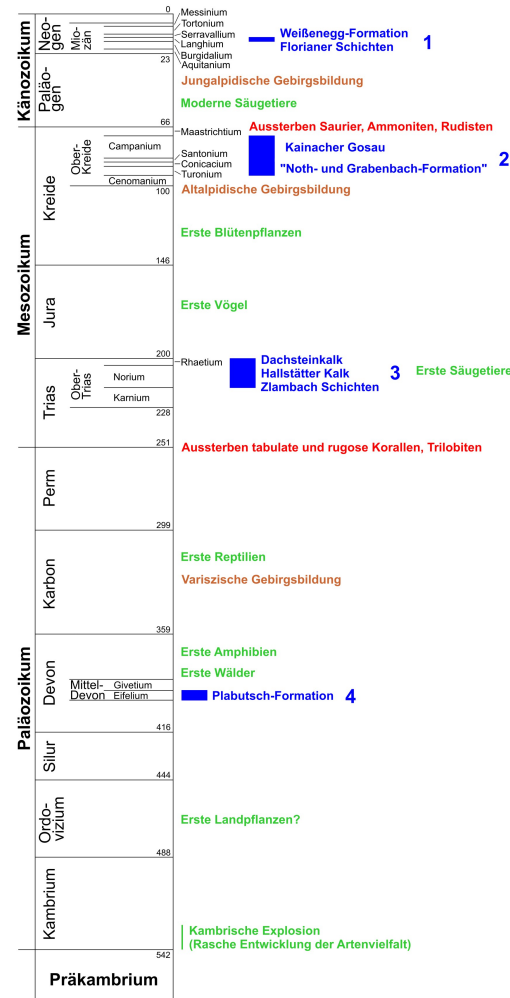 0
Messinium
Tortonium
Serravallium
Langhium
Burgidalium
Aquitanium
Känozoikum
Neo-
gen
Mio-
zän
23
Weißenegg-Formation
Florianer Schichten
1
Jungalpidische Gebirgsbildung
Paläo-
gen
Moderne Säugetiere
66
Maastrichtium
Aussterben Saurier, Ammoniten, Rudisten
Mesozoikum
Kreide
Ober-
Kreide
Campanium
Santonium
Conicacium
Turonium
Cenomanium
Kainacher Gosau
"Noth- und Grabenbach-Formation"
2
100
Altalpidische Gebirgsbildung
Erste Blütenpflanzen
146
Jura
Erste Vögel
200
Rhaetium
Trias
Ober-
Trias
Norium
Karnium
Dachsteinkalk
Hallstätter Kalk
Zlambach Schichten
3
Erste Säugetiere
228
251
Aussterben tabulate und rugose Korallen, Trilobiten
Paläozoikum
Perm
299
Karbon
Erste Reptilien
Variszische Gebirgsbildung
359
Devon
Erste Amphibien
Erste Wälder
Mittel-
Devon
Givetium
Eifelium
Plabutsch-Formation
4
416
Silur
444
Ordo-
vizium
Erste Landpflanzen?
488
Kambrium
Kambrische Explosion
(Rasche Entwicklung der Artenvielfalt)
542
Präkambrium